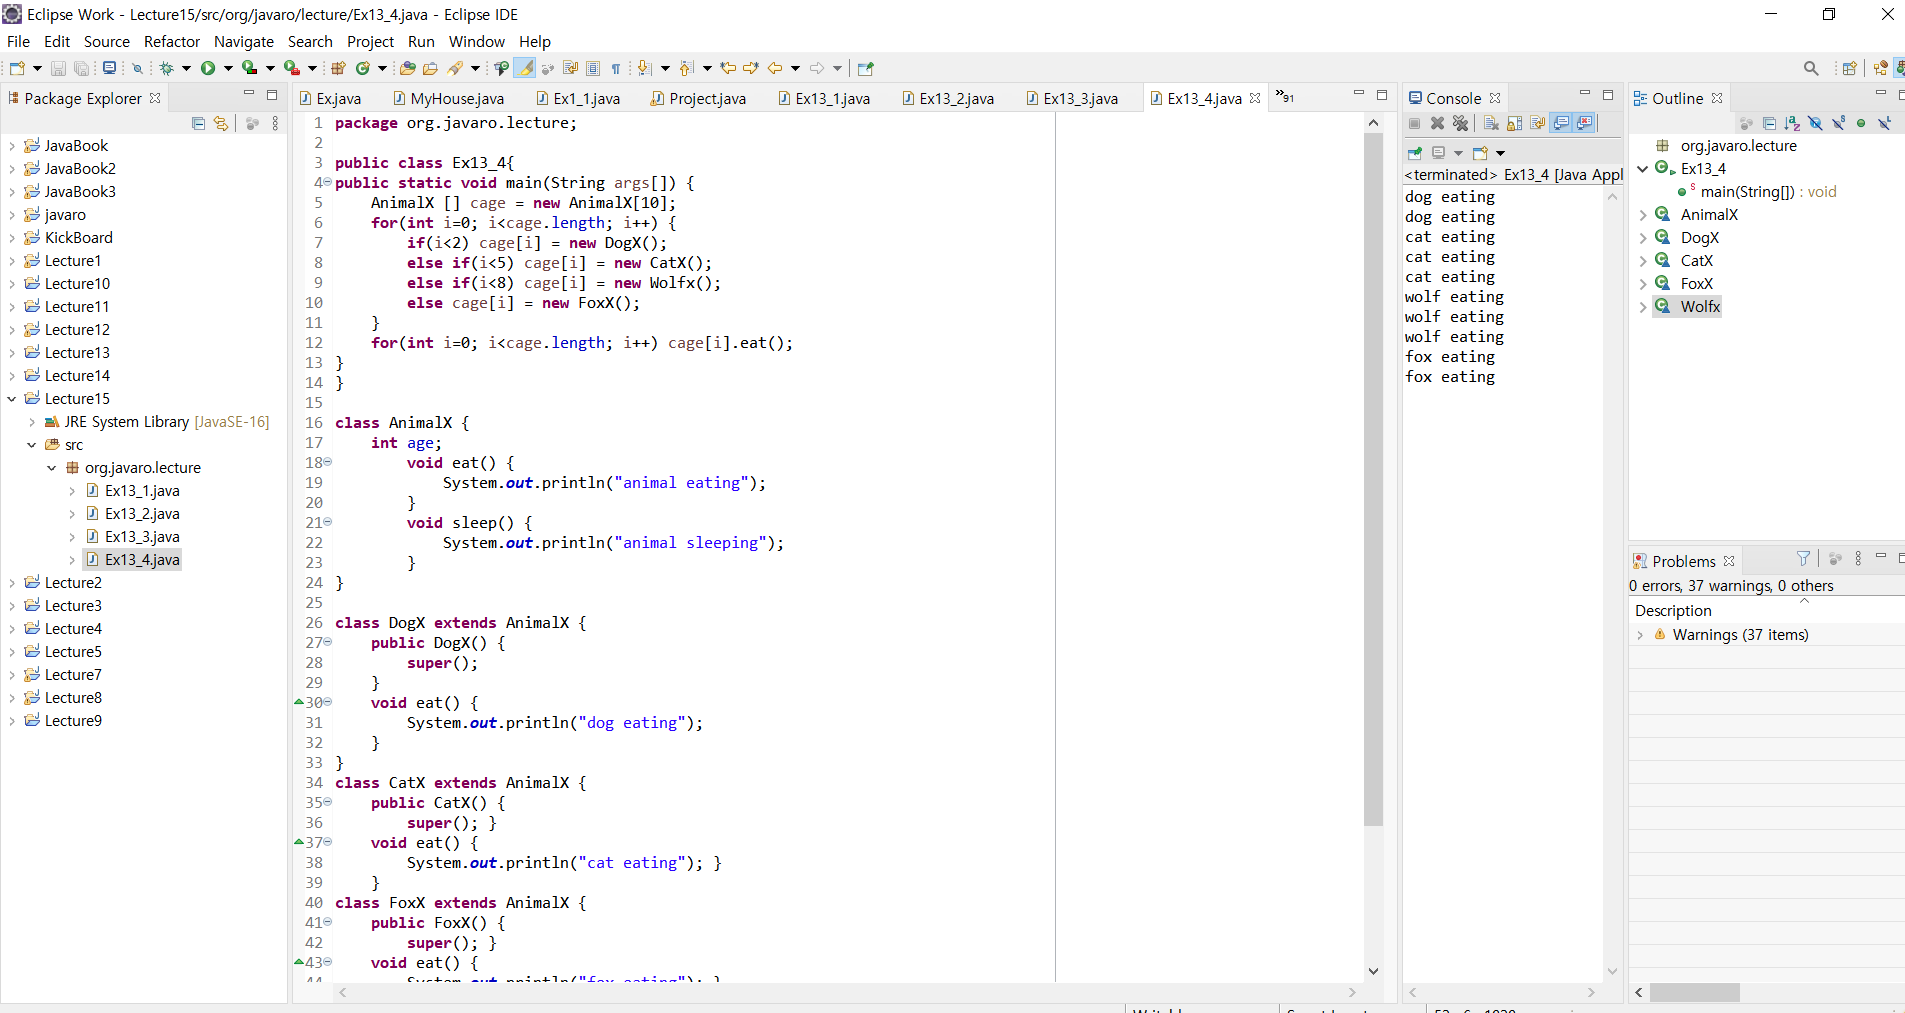 Eclipse Work - Lecture15/src/org/javaro/lecture/Ex13_4.java - Eclipse IDE
File Edit Source Refactor Navigate Search Project Run Window Help
Package Explorer
JavaBook
JavaBook2
JavaBook3
javaro
KickBoard
Lecture1
Lecture10
Lecture11
Lecture12
Lecture13
Lecture14
Lecture15
JRE System Library [JavaSE-16]
src
org.javaro.lecture
Ex13_1.java
Ex13_2.java
Ex13_3.java
Ex13_4.java
Lecture2
Lecture3
Lecture4
Lecture5
Lecture7
Lecture8
Lecture9
Ex.java MyHouse.java Ex1_1.java Project.java Ex13_1.java Ex13_2.java Ex13_3.java Ex13_4.java »91
1 package org.javaro.lecture;
2
3 public class Ex13_4{
4 public static void main(String args[]) {
5 AnimalX [] cage = new AnimalX[10];
6 for(int i=0; i<cage.length; i++) {
7 if(i<2) cage[i] = new DogX();
8 else if(i<5) cage[i] = new CatX();
9 else if(i<8) cage[i] = new Wolfx();
10 else cage[i] = new FoxX();
11 }
12 for(int i=0; i<cage.length; i++) cage[i].eat();
13 }
14 }
15
16 class AnimalX {
17 int age;
18 void eat() {
19 System.out.println("animal eating");
20 }
21 void sleep() {
22 System.out.println("animal sleeping");
23 }
24 }
25
26 class DogX extends AnimalX {
27 public DogX() {
28 super();
29 }
30 void eat() {
31 System.out.println("dog eating");
32 }
33 }
34 class CatX extends AnimalX {
35 public CatX() {
36 super(); }
37 void eat() {
38 System.out.println("cat eating"); }
39 }
40 class FoxX extends AnimalX {
41 public FoxX() {
42 super(); }
43 void eat() {
44 System.out.println("fox eating"); }
Console
<terminated> Ex13_4 [Java Appl
dog eating
dog eating
cat eating
cat eating
cat eating
wolf eating
wolf eating
wolf eating
fox eating
fox eating
Outline
org.javaro.lecture
Ex13_4
main(String[]) : void
AnimalX
DogX
CatX
FoxX
Wolfx
Problems
0 errors, 37 warnings, 0 others
Description
Warnings (37 items)